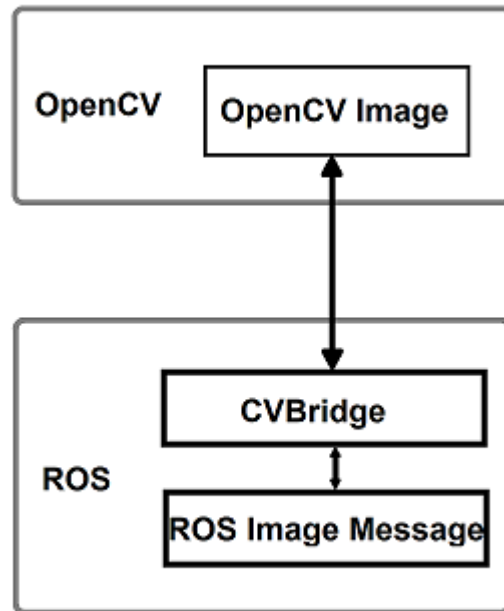 OpenCV
OpenCV Image
CVBridge
ROS
ROS Image Message